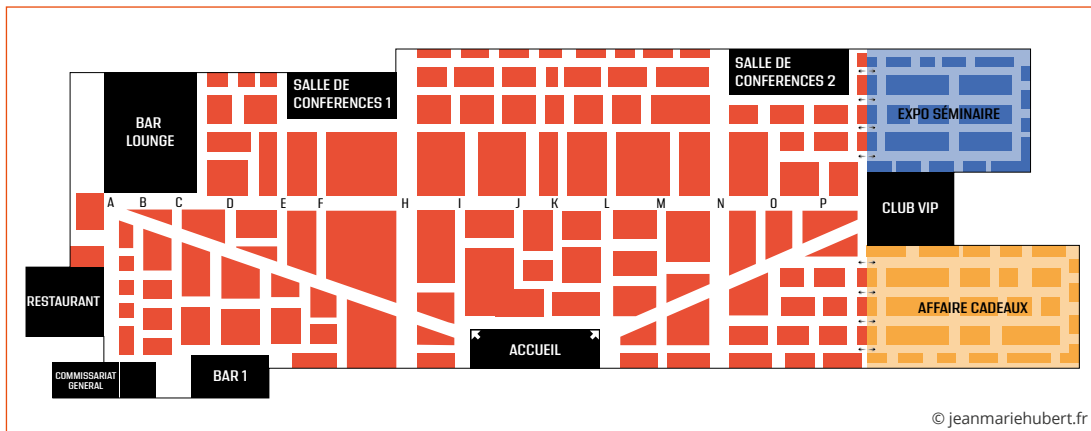 SALLE DE
CONFERENCES 1
SALLE DE
CONFERENCES 2
BAR
LOUNGE
EXPO SÉMINAIRE
A B C D E F H I J K L M N O P
CLUB VIP
RESTAURANT
AFFAIRE CADEAUX
ACCUEIL
COMMISSARIAT
GENERAL
BAR 1
© jeanmariehubert.fr